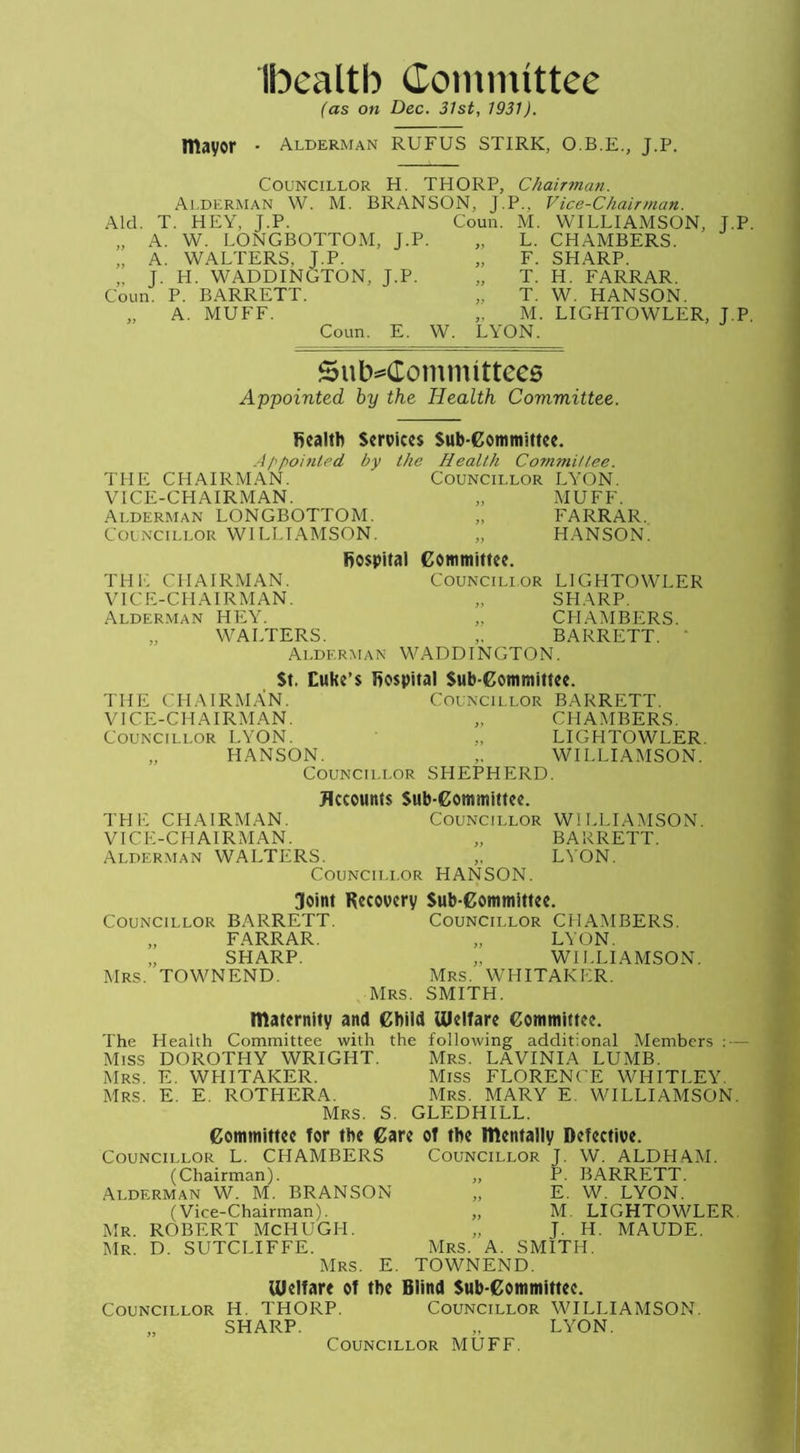 Health Committee
(as on Dec. 31st, 1931).
Mayor - ALDERMAN RUFUS STIRK, O.B.E., J.P.
COUNCILLOR H. THORP, Chairman.
ALDERMAN W. M. BRANSON, J.P., Vice-Chairman.
Ald. T. HEY, J.P. Coun. M. WILLIAMSON, J.P.
„ A. W. LONGBOTTOM, J.P. „ L. CHAMBERS.
„ A. WALTERS, J.P. „ F. SHARP.
„ J. H. WADDINGTON, J.P. „ T. H. FARRAR.
Coun. P. BARRETT. „ T. W. HANSON.
„ A. MUFF. „ M. LIGHTOWLER, J.P.
Coun. E. W. LYON.
Sub-Committees
Appointed by the Health Committee.
Health Services Sub-Committee.
Appointed by the Health Committee.
THE CHAIRMAN. COUNCILLOR LYON.
VICE-CHAIRMAN. „ MUFF.
ALDERMAN LONGBOTTOM. „ FARRAR.
COUNCILLOR WILLIAMSON. „ HANSON.
Hospital Committee.
THE CHAIRMAN. COUNCILLOR LIGHTOWLER
VICE-CHAIRMAN. „ SHARP.
ALDERMAN HEY. „ CHAMBERS.
„ WALTERS. „ BARRETT.
ALDERMAN WADDINGTON.
St. Luke's Hospital Sub-Committee.
THE CHAIRMAN. COUNCILLOR BARRETT.
VICE-CHAIRMAN. „ CHAMBERS.
COUNCILLOR LYON. „ LIGHTOWLER.
„ HANSON. „ WILLIAMSON.
COUNCILLOR SHEPHERD.
Accounts Sub-Committee.
THE CHAIRMAN. COUNCILLOR WILLIAMSON.
VICE-CHAIRMAN. „ BARRETT.
ALDERMAN WALTERS. „ LYON.
COUNCILLOR HANSON.
Joint Recovery Sub-Committee.
COUNCILLOR BARRETT. COUNCILLOR CHAMBERS.
„ FARRAR. „ LYON.
„ SHARP. „ WILLIAMSON.
MRS. TOWNEND. MRS. WHITAKER.
MRS. SMITH.
Maternity and Child Welfare Committee.
The Health Committee with the following additional Members :—
MISS DOROTHY WRIGHT. MRS. LAVINIA LUMB.
MRS. E. WHITAKER. MISS FLORENCE WHITLEY.
MRS. E. E. ROTHERA. MRS. MARY E. WILLIAMSON.
MRS. S. GLEDHILL.
Committee for the Care of the Mentally Defective.
COUNCILLOR L. CHAMBERS COUNCILLOR J. W. ALDHAM.
(Chairman). „ P. BARRETT.
ALDERMAN W. M. BRANSON „ E. W. LYON.
(Vice-Chairman). „ M. LIGHTOWLER.
MR. ROBERT McHUGH. „ J. H. MAUDE.
MR. D. SUTCLIFFE. MRS. A. SMITH.
MRS. E. TOWNEND.
Welfare of the Blind Sub-Committee.
COUNCILLOR H. THORP. COUNCILLOR WILLIAMSON.
„ SHARP. „ LYON.
COUNCILLOR MUFF.